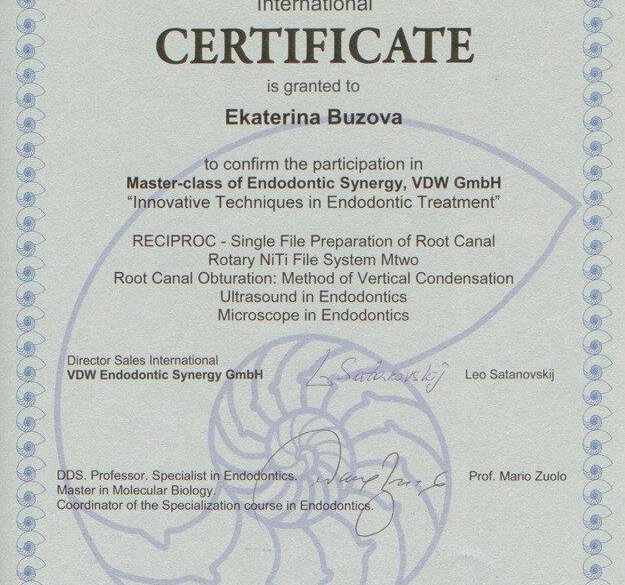 International
CERTIFICATE
is granted to
Ekaterina Buzova
to confirm the participation in
Master-class of Endodontic Synergy, VDW GmbH
“Innovative Techniques in Endodontic Treatment”
RECIPROC - Single File Preparation of Root Canal
Rotary NiTi File System Mtwo
Root Canal Obturation: Method of Vertical Condensation
Ultrasound in Endodontics
Microscope in Endodontics
Director Sales International
VDW Endodontic Synergy GmbH
L. Satanovskij
Leo Satanovskij
DDS. Professor. Specialist in Endodontics.
Master in Molecular Biology.
Coordinator of the Specialization course in Endodontics.
Prof. Mario Zuolo